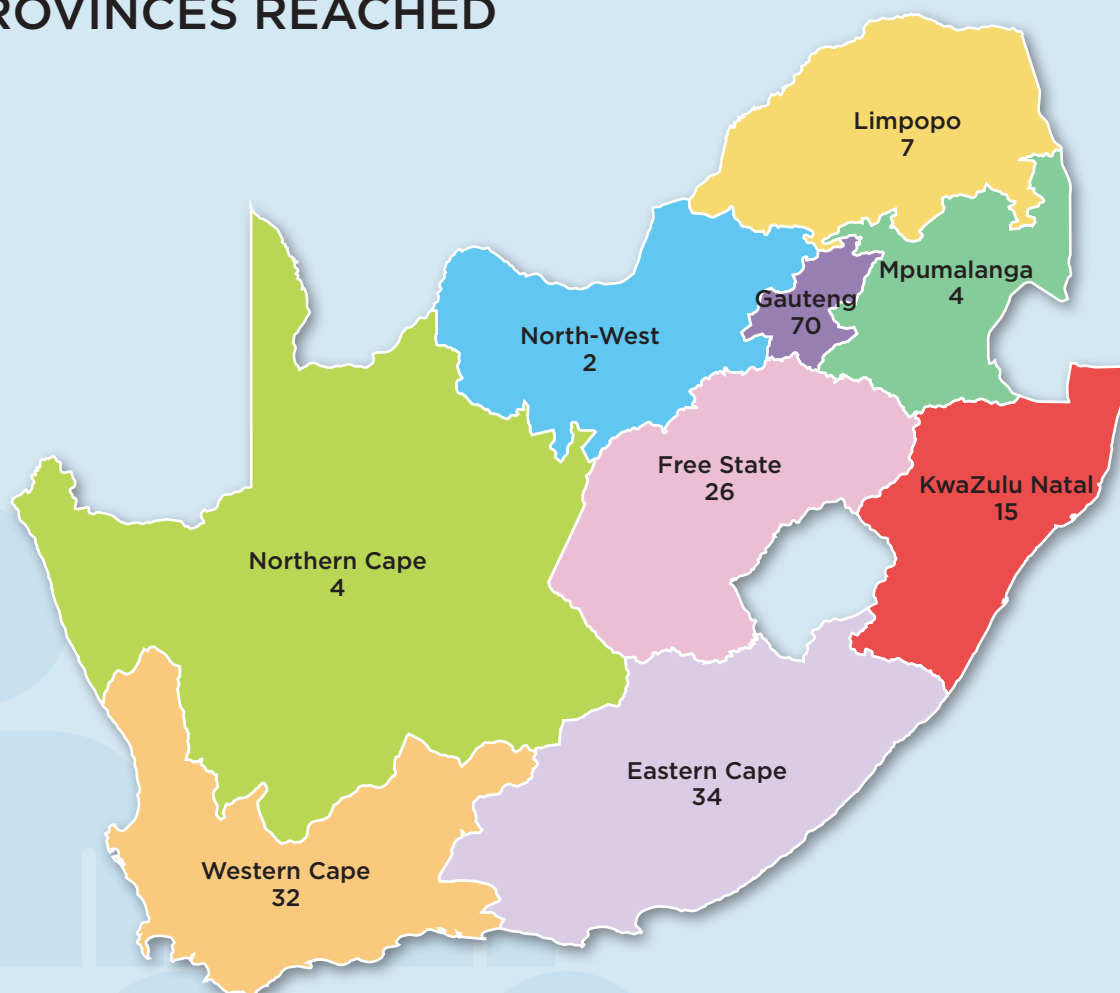 ROVINCES REACHED
Limpopo
7
Mpumalanga
4
Gauteng
70
North-West
2
Free State
26
KwaZulu Natal
15
Northern Cape
4
Eastern Cape
34
Western Cape
32